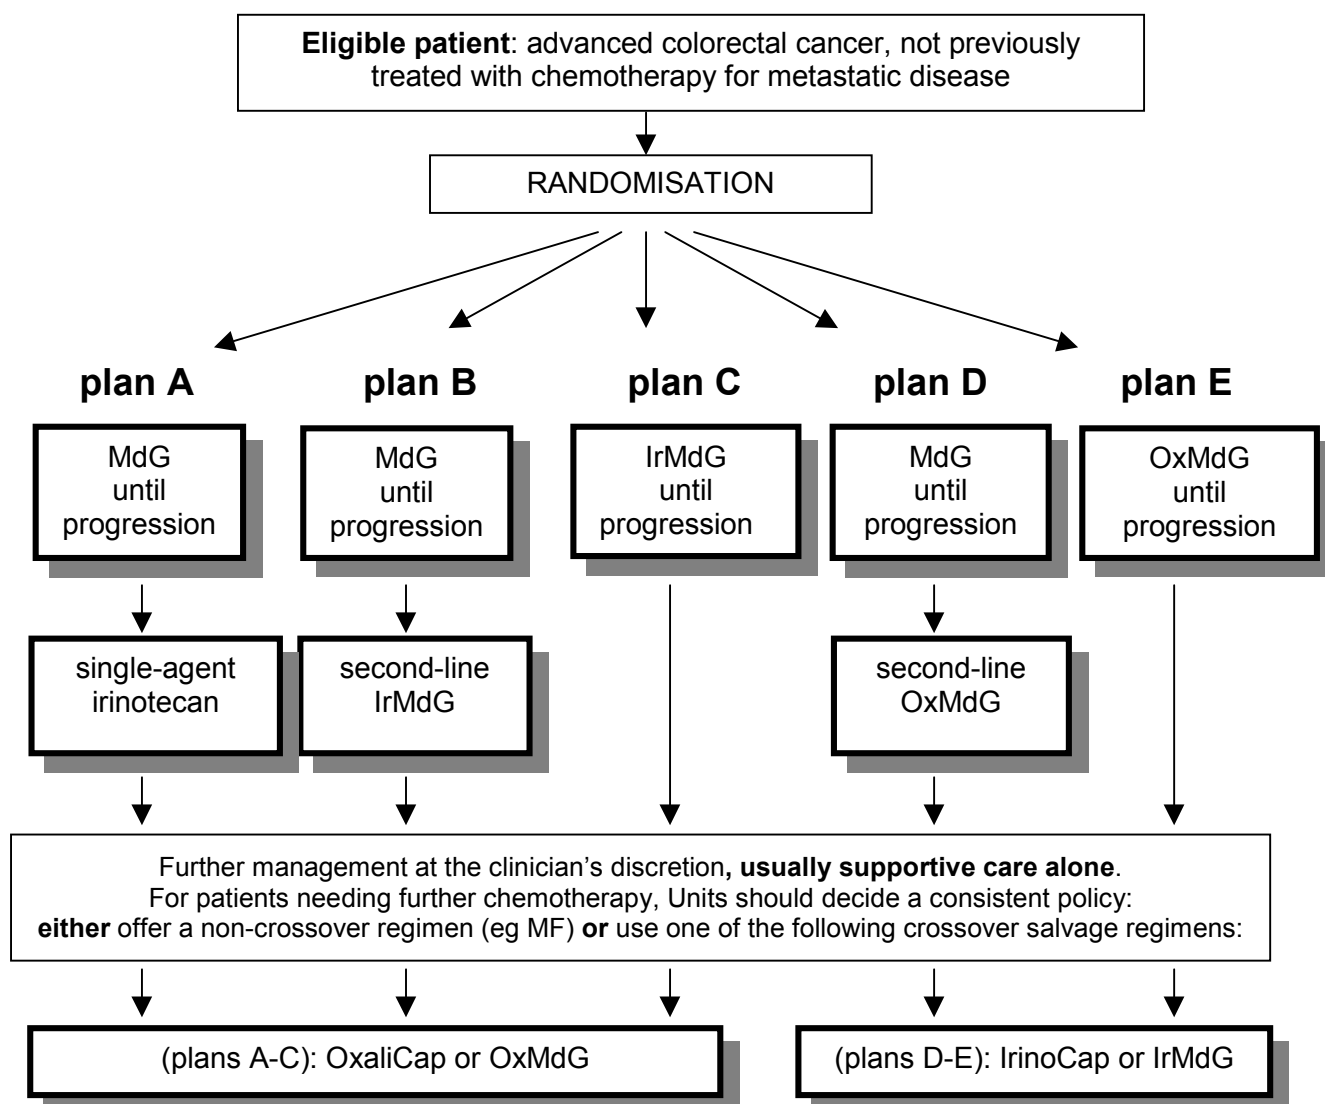 Eligible patient: advanced colorectal cancer, not previously
treated with chemotherapy for metastatic disease
RANDOMISATION
plan A
plan B
plan C
plan D
plan E
MdG
until
progression
MdG
until
progression
IrMdG
until
progression
MdG
until
progression
OxMdG
until
progression
single-agent
irinotecan
second-line
IrMdG
second-line
OxMdG
Further management at the clinician’s discretion, usually supportive care alone.
For patients needing further chemotherapy, Units should decide a consistent policy:
either offer a non-crossover regimen (eg MF) or use one of the following crossover salvage regimens:
(plans A-C): OxaliCap or OxMdG
(plans D-E): IrinoCap or IrMdG